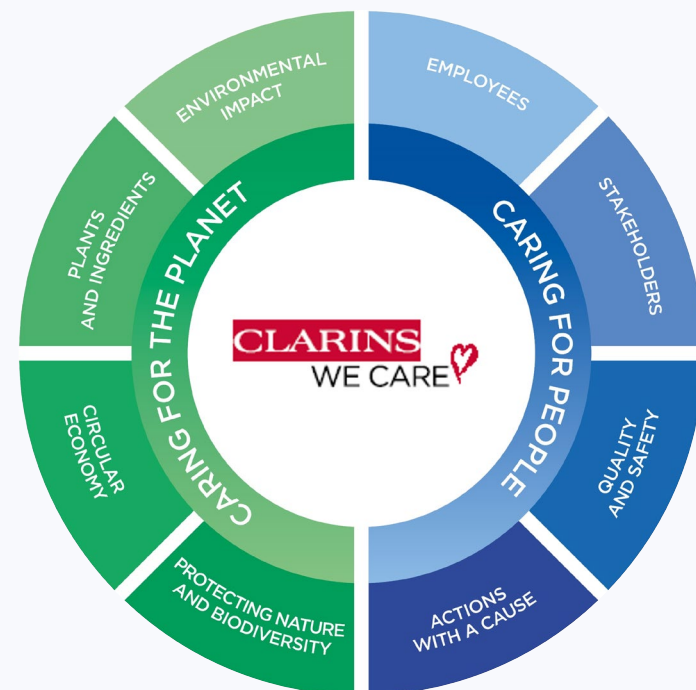 ENVIRONMENTAL
IMPACT
PLANTS
AND INGREDIENTS
CIRCULAR
ECONOMY
PROTECTING NATURE
AND BIODIVERSITY
CARING FOR THE PLANET
CLARINS
WE CARE
CARING FOR PEOPLE
EMPLOYEES
STAKEHOLDERS
QUALITY
AND SAFETY
ACTIONS
WITH A CAUSE